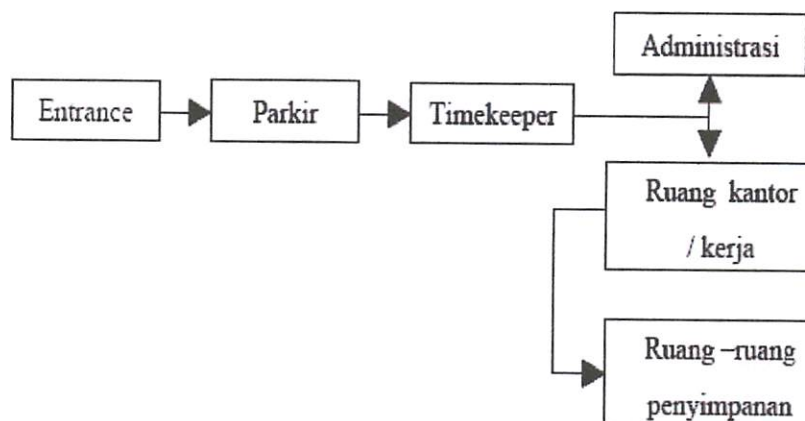 Administrasi
Entrance
Parkir
Timekeeper
Ruang kantor
/ kerja
Ruang –ruang
penyimpanan